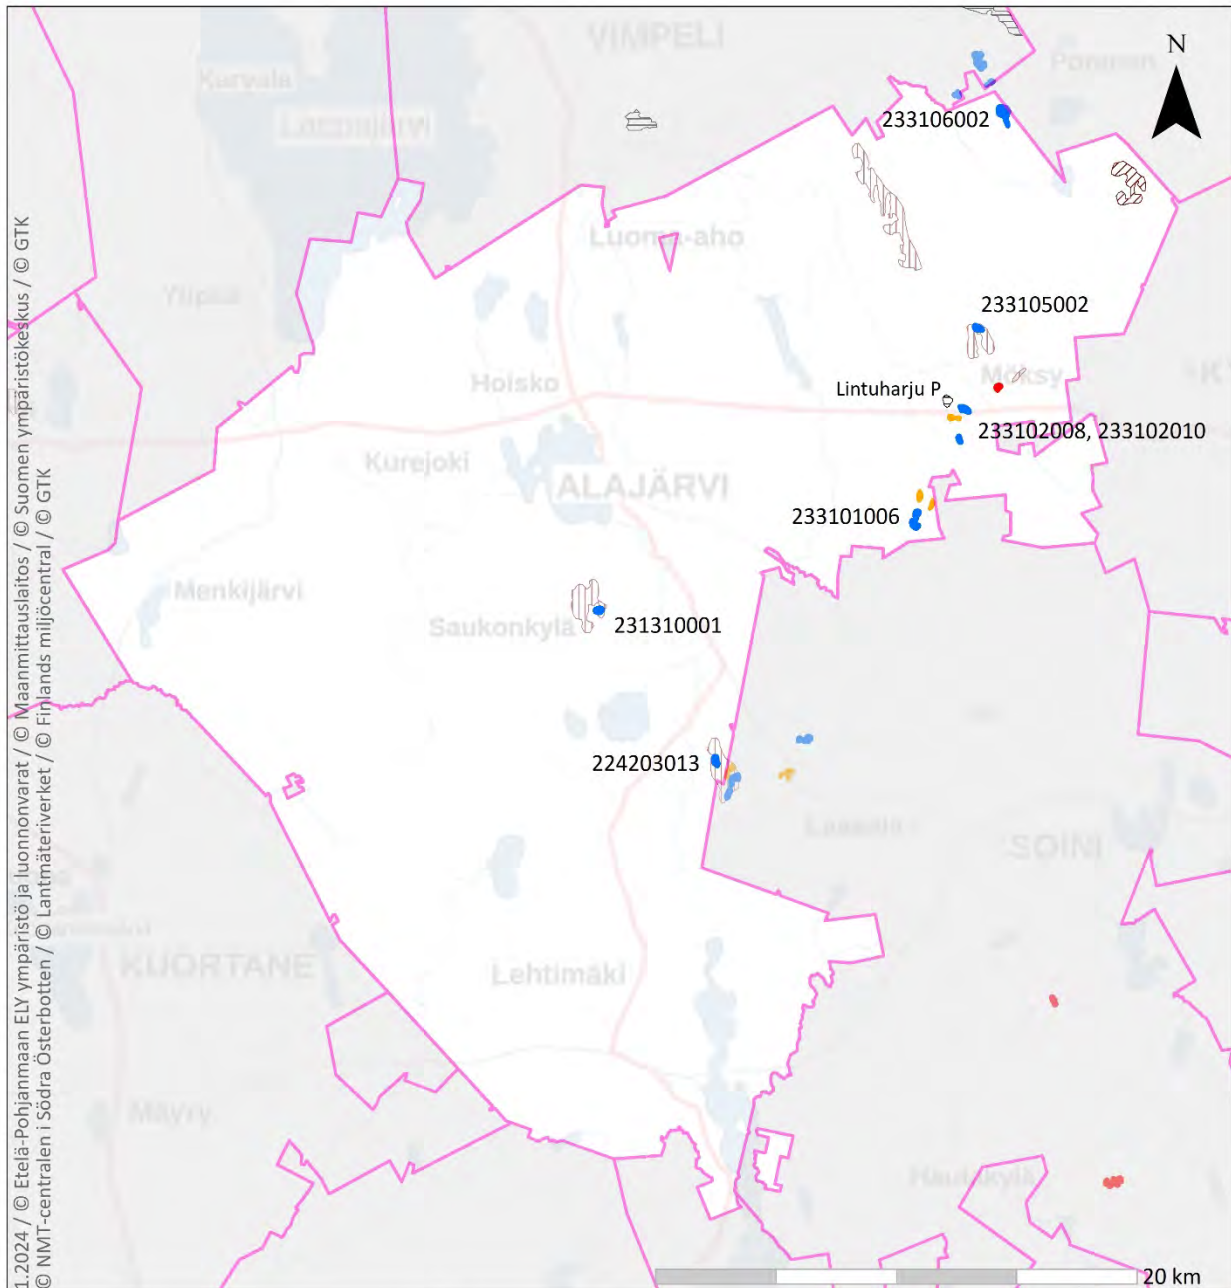 VIMPELI
N
Kurvala
Lappajärvi
233106002
Luoma-aho
Ylipää
233105002
Hoisko
Möksy
Lintuharju P
233102008, 233102010
Kurejoki
ALAJÄRVI
233101006
Menkijärvi
Saukonkylä
231310001
224203013
SOINI
KUORTANE
Lehtimäki
Mäyry
Hautakylä
20 km
1.2024 / © Etelä-Pohjanmaan ELY ympäristö ja luonnonvarat / © Maanmittauslaitos / © Suomen ympäristökeskus / © GTK
© NMT-centralen i Södra Österbotten / © Lantmäteriverket / © Finlands miljöcentral / © GTK